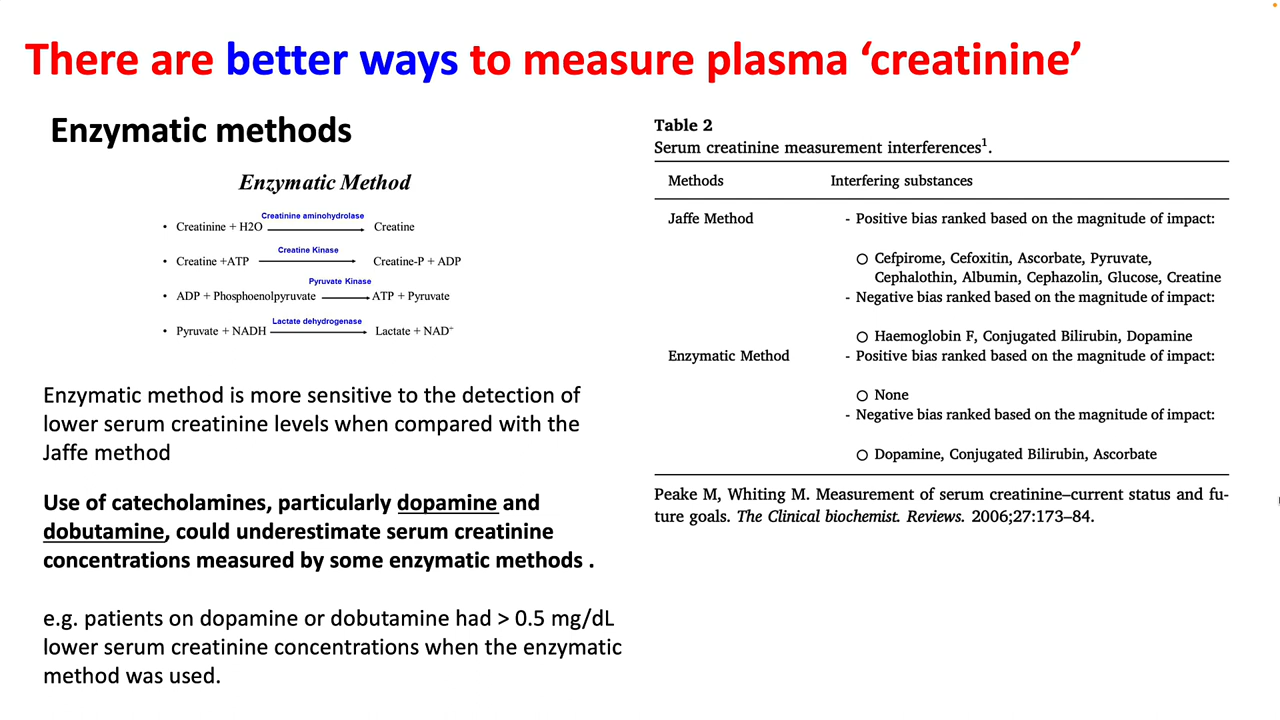 There are better ways to measure plasma ‘creatinine’
Enzymatic methods
Enzymatic Method
Creatinine aminohydrolase
• Creatinine + H2O Creatine
Creatine Kinase
• Creatine +ATP Creatine-P + ADP
Pyruvate Kinase
• ADP + Phosphoenolpyruvate ATP + Pyruvate
Lactate dehydrogenase
• Pyruvate + NADH Lactate + NAD⁺
Enzymatic method is more sensitive to the detection of
lower serum creatinine levels when compared with the
Jaffe method
Use of catecholamines, particularly dopamine and
dobutamine, could underestimate serum creatinine
concentrations measured by some enzymatic methods .
e.g. patients on dopamine or dobutamine had > 0.5 mg/dL
lower serum creatinine concentrations when the enzymatic
method was used.
Table 2
Serum creatinine measurement interferences¹.
Methods Interfering substances
Jaffe Method - Positive bias ranked based on the magnitude of impact:
○ Cefpirome, Cefoxitin, Ascorbate, Pyruvate,
Cephalothin, Albumin, Cephazolin, Glucose, Creatine
- Negative bias ranked based on the magnitude of impact:
○ Haemoglobin F, Conjugated Bilirubin, Dopamine
Enzymatic Method - Positive bias ranked based on the magnitude of impact:
○ None
- Negative bias ranked based on the magnitude of impact:
○ Dopamine, Conjugated Bilirubin, Ascorbate
Peake M, Whiting M. Measurement of serum creatinine–current status and fu-
ture goals. The Clinical biochemist. Reviews. 2006;27:173–84.